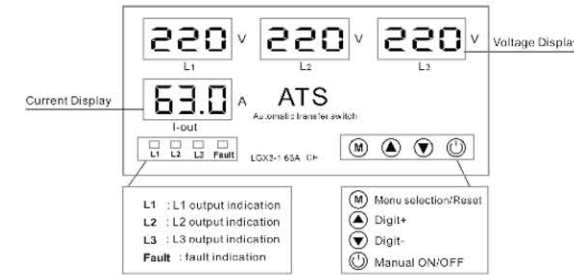 220 V 220 V 220 V
L1 L2 L3
Voltage Display
Current Display
63.0 A
I-out
ATS
Automatic transfer switch
L1 L2 L3 Fault
LGX3-1 63A
M
L1 : L1 output indication
L2 : L2 output indication
L3 : L3 output indication
Fault : fault indication
M Menu selection/Reset
Digit+
Digit-
Manual ON/OFF